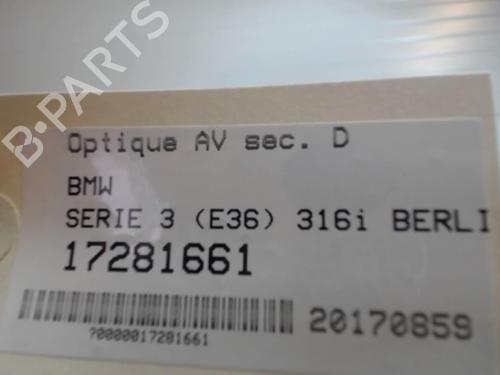 B-PARTS
Optique AV sec. D
BMW
SERIE 3 (E36) 316i BERLI
17281661
20170859
?0000017281661